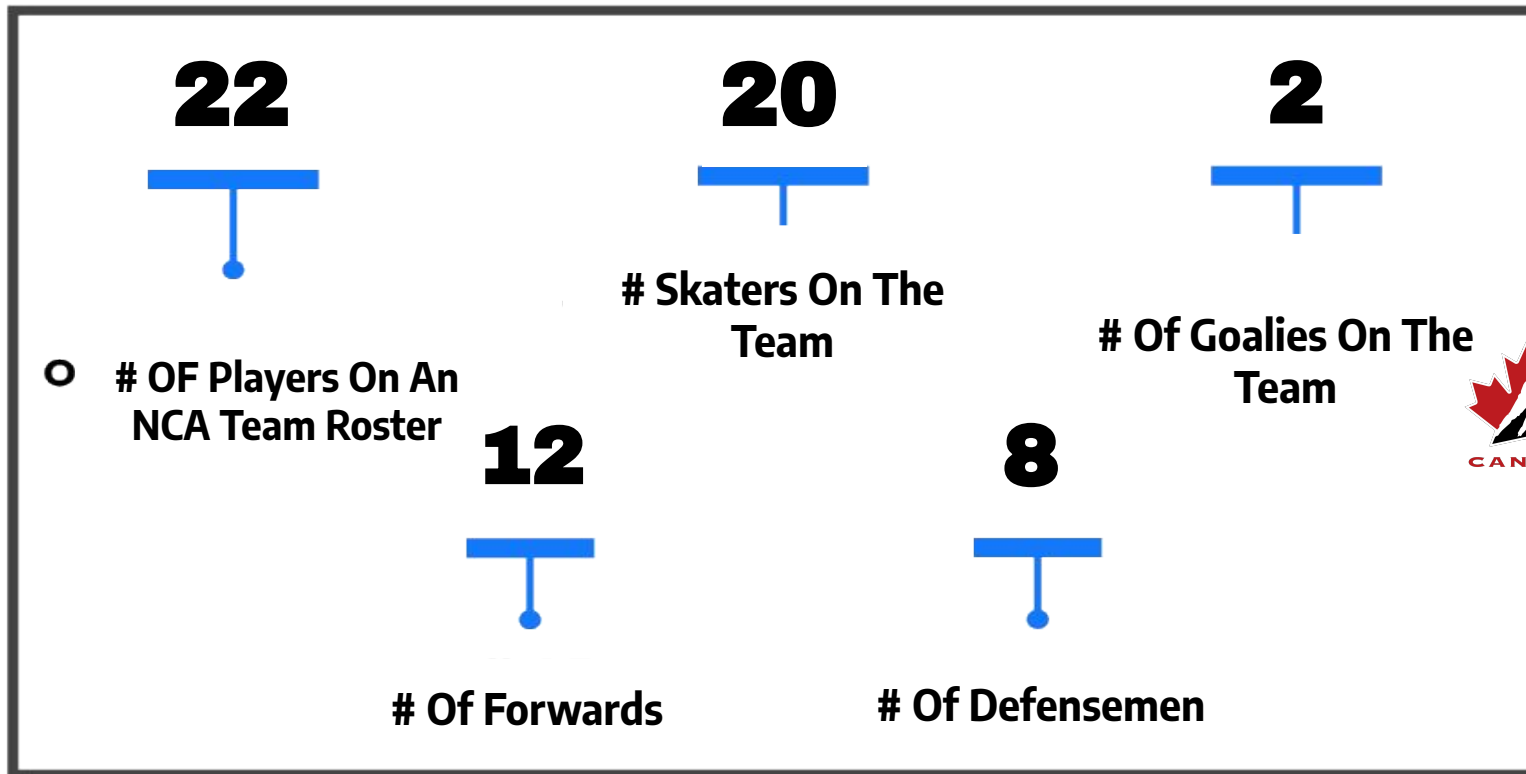 22
20
2
# Skaters On The
Team
# Of Goalies On The
Team
# OF Players On An
NCA Team Roster
12
8
# Of Forwards
# Of Defensemen
CAN